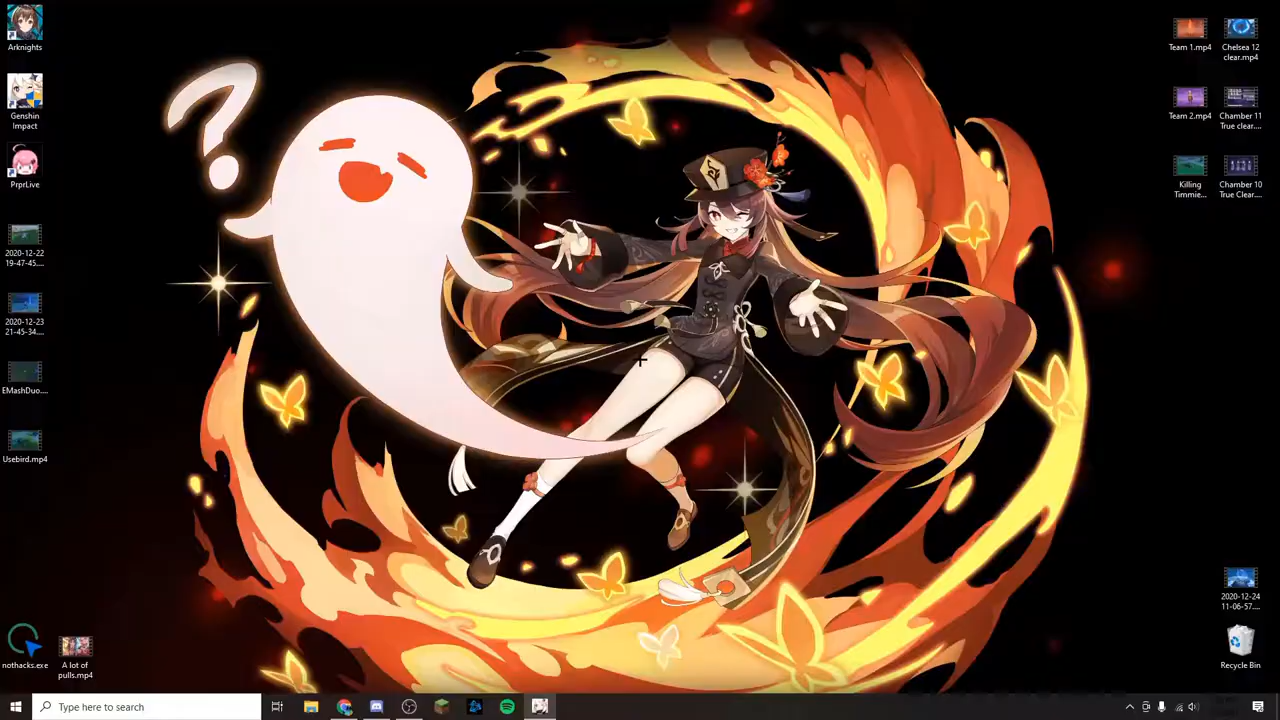 Arknights
Genshin
Impact
PrprLive
2020-12-22
19-47-45....
2020-12-23
21-45-34....
EMashDuo....
Usebird.mp4
nothacks.exe
A lot of
pulls.mp4
?
Team 1.mp4
Chelsea 12
clear.mp4
Team 2.mp4
Chamber 11
True clear....
Killing
Timmie...
Chamber 10
True Clear....
2020-12-24
11-06-57....
Recycle Bin
Type here to search